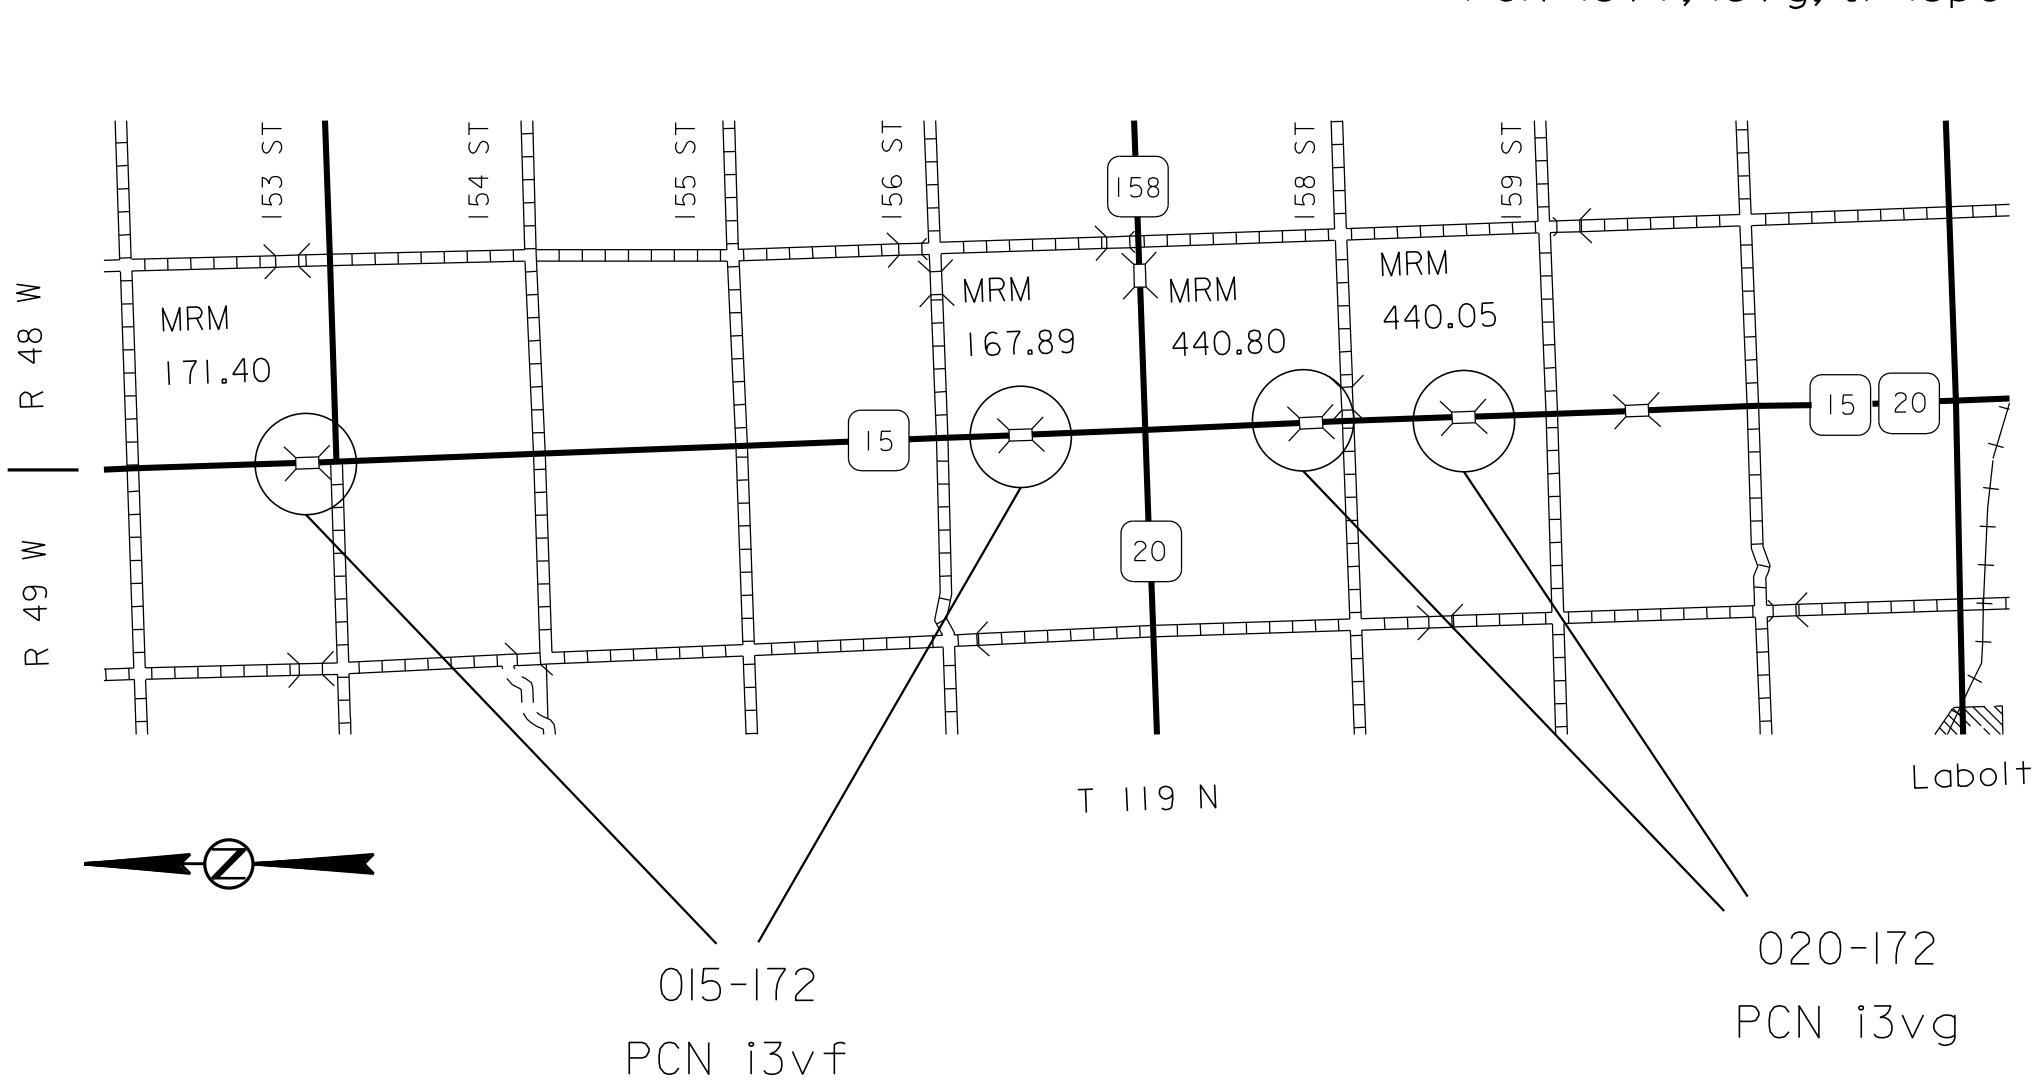 153 ST
154 ST
155 ST
156 ST
158
158 ST
159 ST
R 48 W
MRM
171.40
MRM
167.89
MRM
440.80
MRM
440.05
15
15
20
R 49 W
20
T 119 N
Labolt
Z
015-172
PCN i3vf
020-172
PCN i3vg